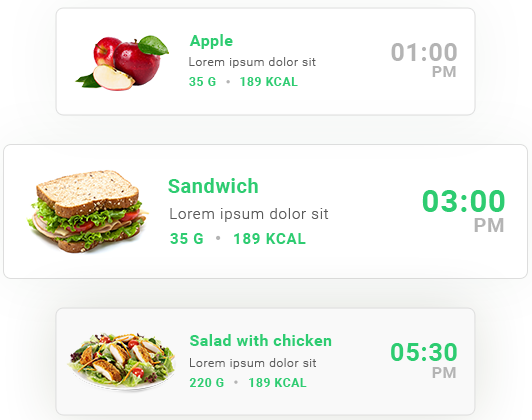 Apple
Lorem ipsum dolor sit
35 G • 189 KCAL
01:00
PM
Sandwich
Lorem ipsum dolor sit
35 G • 189 KCAL
03:00
PM
Salad with chicken
Lorem ipsum dolor sit
220 G • 189 KCAL
05:30
PM